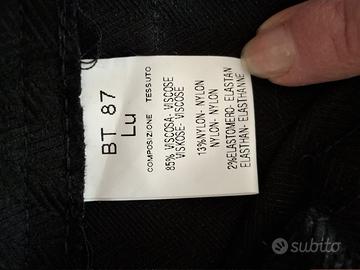 BT 87
Lu
COMPOSIZIONE TESSUTO
85% VISCOSA- VISCOSE
VISKOSE- VISCOSE
13%NYLON- NYLON
NYLON- NYLON
2%ELASTOMERO- ELASTAN
ELASTHAN- ELASTHANNE
subito